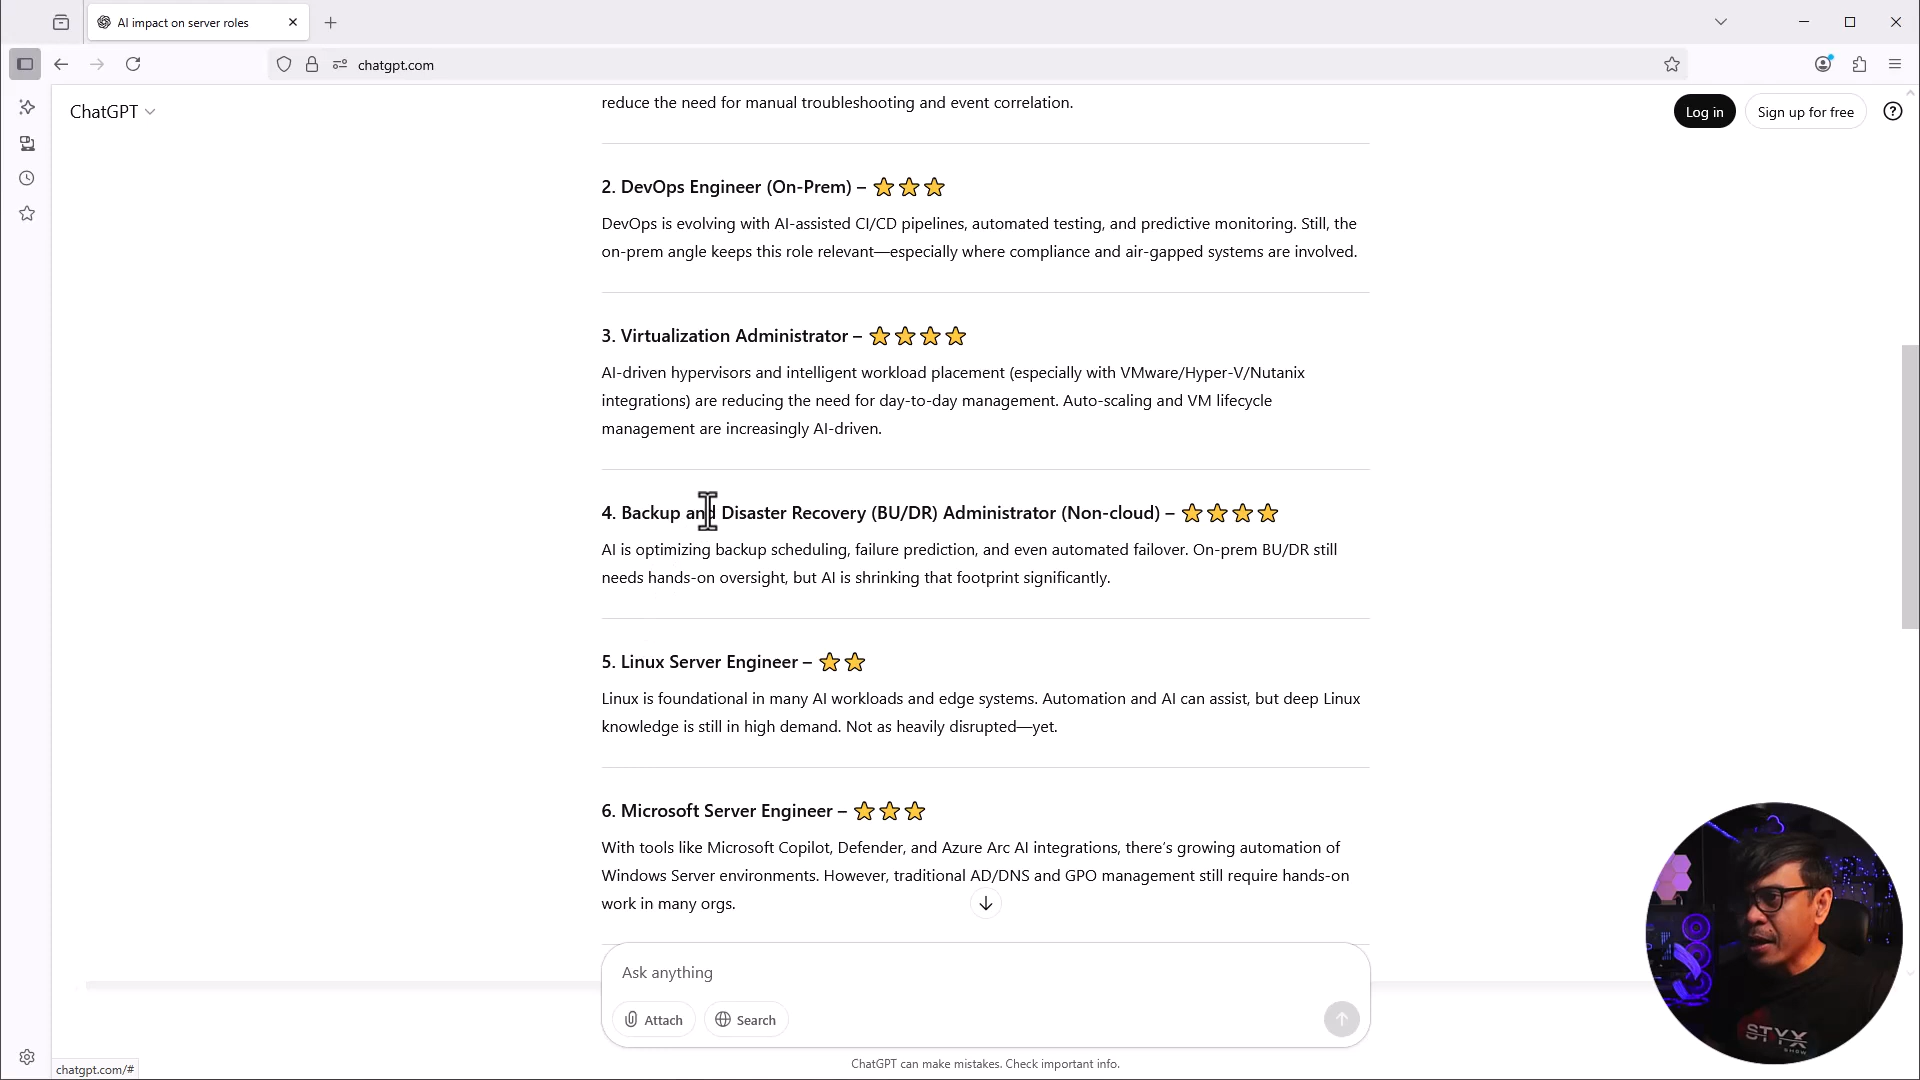 AI impact on server roles
chatgpt.com
ChatGPT
Log in
Sign up for free
reduce the need for manual troubleshooting and event correlation.
2. DevOps Engineer (On-Prem) – ⭐⭐⭐
DevOps is evolving with AI-assisted CI/CD pipelines, automated testing, and predictive monitoring. Still, the
on-prem angle keeps this role relevant—especially where compliance and air-gapped systems are involved.
3. Virtualization Administrator – ⭐⭐⭐⭐
AI-driven hypervisors and intelligent workload placement (especially with VMware/Hyper-V/Nutanix
integrations) are reducing the need for day-to-day management. Auto-scaling and VM lifecycle
management are increasingly AI-driven.
4. Backup and Disaster Recovery (BU/DR) Administrator (Non-cloud) – ⭐⭐⭐⭐
AI is optimizing backup scheduling, failure prediction, and even automated failover. On-prem BU/DR still
needs hands-on oversight, but AI is shrinking that footprint significantly.
5. Linux Server Engineer – ⭐⭐
Linux is foundational in many AI workloads and edge systems. Automation and AI can assist, but deep Linux
knowledge is still in high demand. Not as heavily disrupted—yet.
6. Microsoft Server Engineer – ⭐⭐⭐
With tools like Microsoft Copilot, Defender, and Azure Arc AI integrations, there's growing automation of
Windows Server environments. However, traditional AD/DNS and GPO management still require hands-on
work in many orgs.
Ask anything
Attach
Search
ChatGPT can make mistakes. Check important info.
chatgpt.com/#
STYX
SHOW